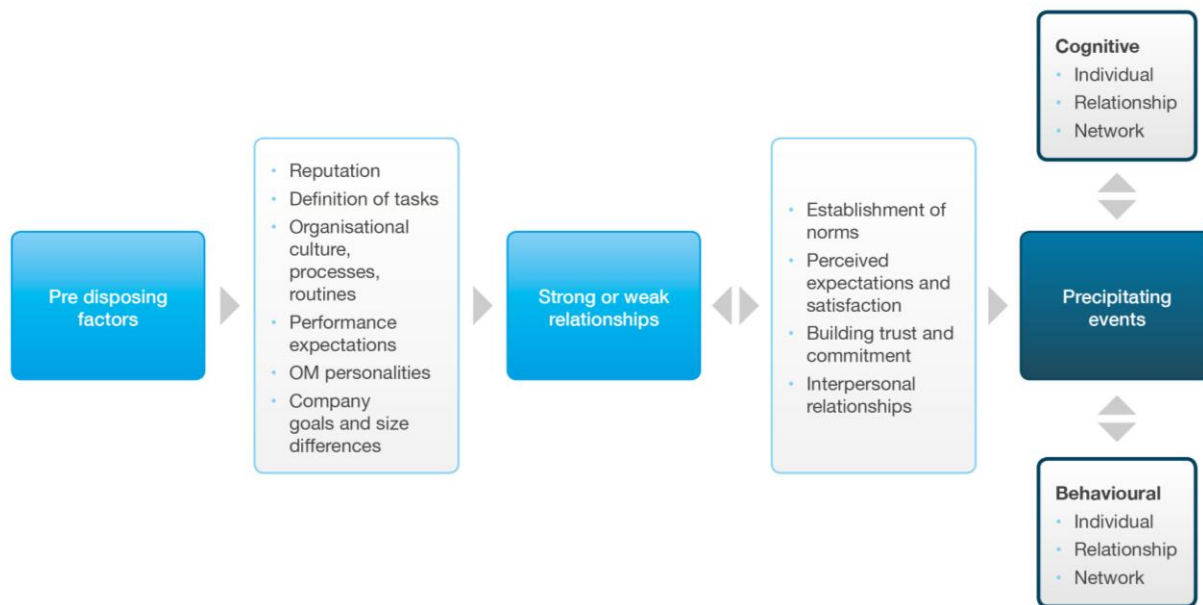 Pre disposing
factors
• Reputation
• Definition of tasks
• Organisational
culture,
processes,
routines
• Performance
expectations
• OM personalities
• Company
goals and size
differences
Strong or weak
relationships
• Establishment of
norms
• Perceived
expectations and
satisfaction
• Building trust and
commitment
• Interpersonal
relationships
Cognitive
• Individual
• Relationship
• Network
Precipitating
events
Behavioural
• Individual
• Relationship
• Network